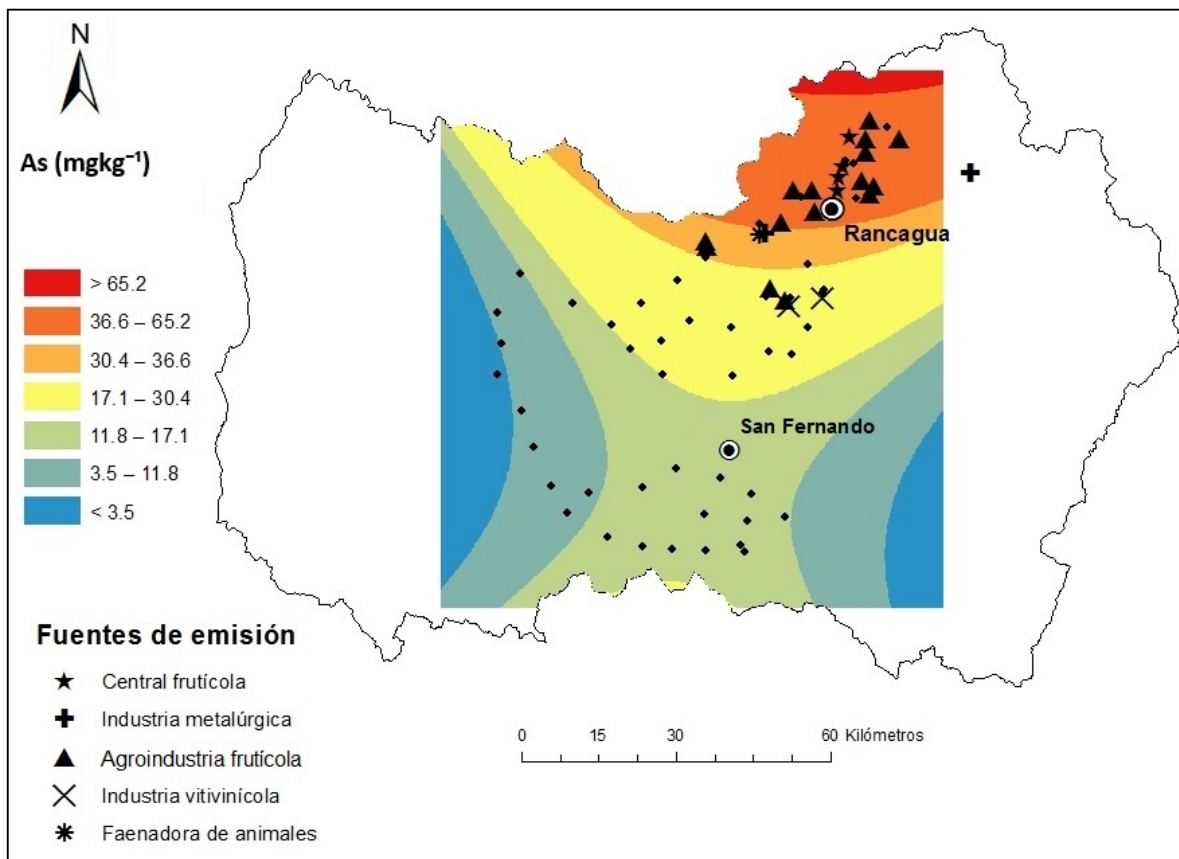 N
As (mgkg⁻¹)
> 65.2
36.6 – 65.2
30.4 – 36.6
17.1 – 30.4
11.8 – 17.1
3.5 – 11.8
< 3.5
Rancagua
San Fernando
Fuentes de emisión
Central frutícola
Industria metalúrgica
Agroindustria frutícola
Industria vitivinícola
Faenadora de animales
0 15 30 60 Kilómetros